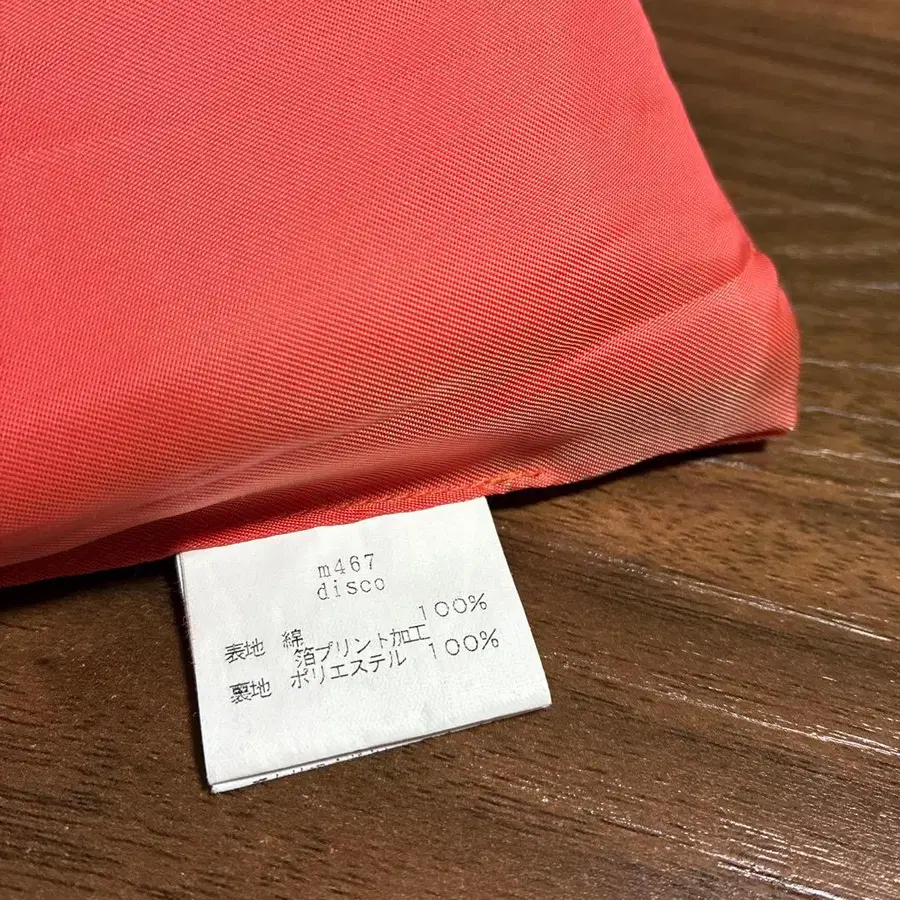 m467
disco
表地 綿 100%
箔プリント加工
裏地 ポリエステル 100%